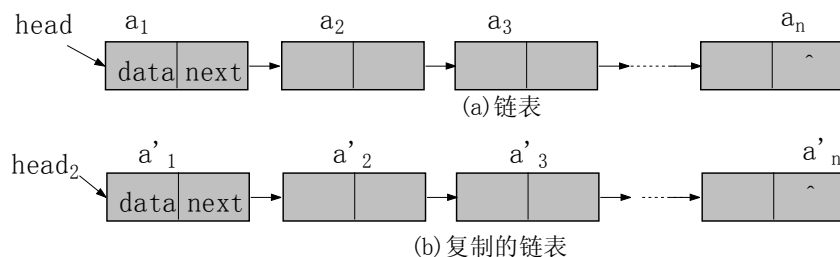 head a₁ a₂ a₃ aₙ
data next ^
(a)链表
head₂ a'₁ a'₂ a'₃ a'ₙ
data next ^
(b)复制的链表